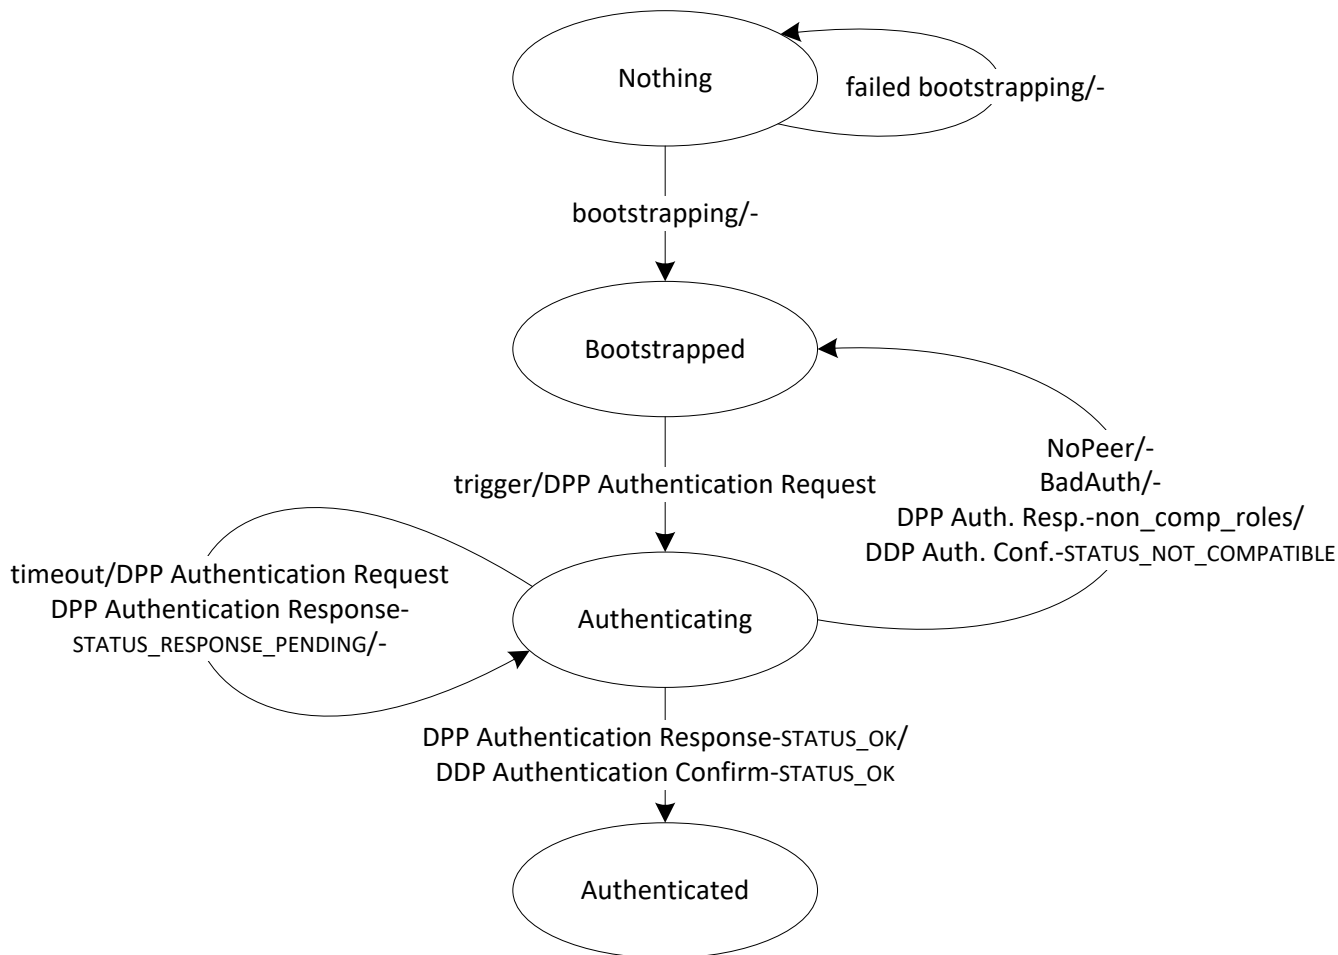 Nothing
failed bootstrapping/-
bootstrapping/-
Bootstrapped
NoPeer/-
BadAuth/-
DPP Auth. Resp.-non_comp_roles/
DDP Auth. Conf.-STATUS_NOT_COMPATIBLE
trigger/DPP Authentication Request
timeout/DPP Authentication Request
DPP Authentication Response-
STATUS_RESPONSE_PENDING/-
Authenticating
DPP Authentication Response-STATUS_OK/
DDP Authentication Confirm-STATUS_OK
Authenticated